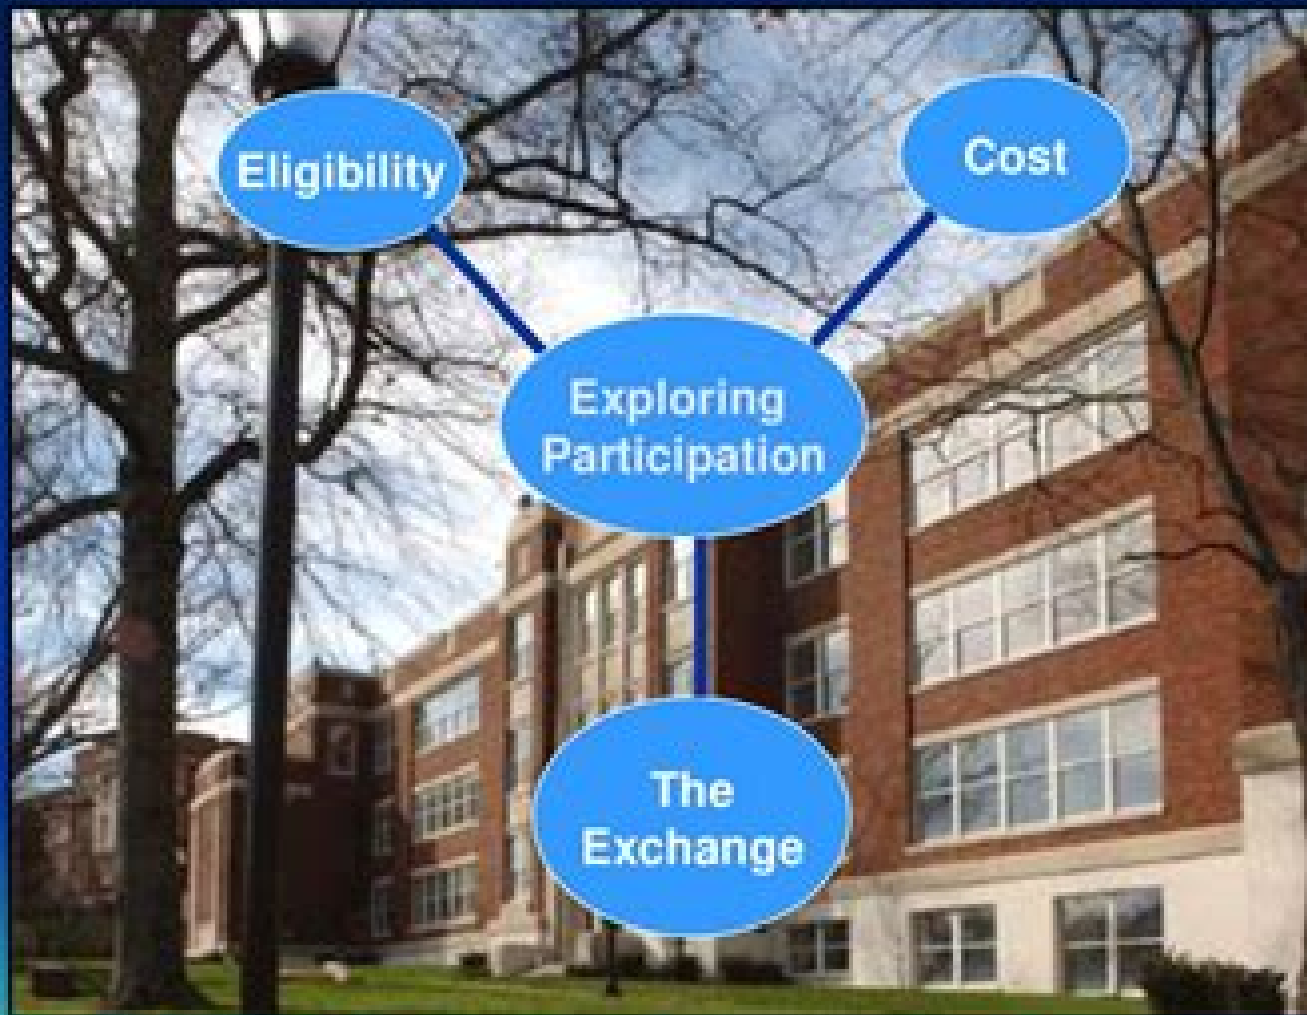 Eligibility
Cost
Exploring
Participation
The
Exchange